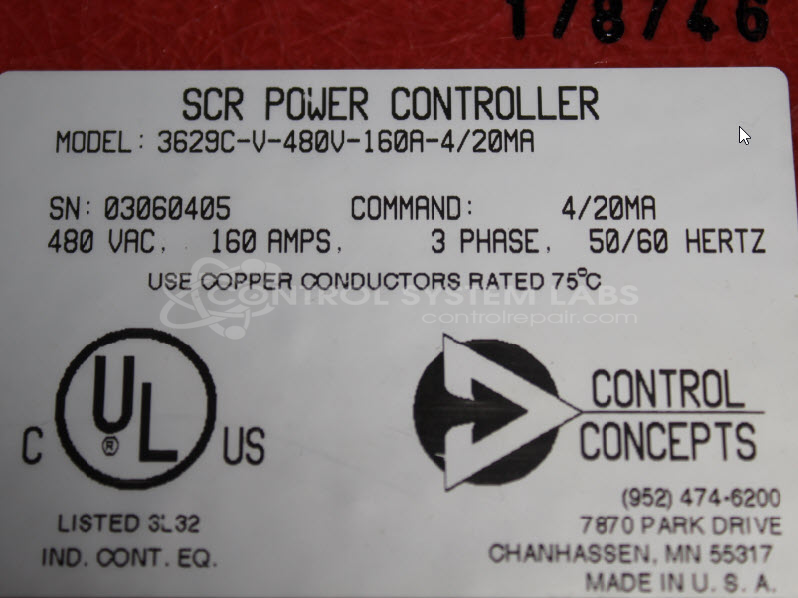 178746
SCR POWER CONTROLLER
MODEL: 3629C-V-480V-160A-4/20MA
SN: 03060405 COMMAND: 4/20MA
480 VAC, 160 AMPS, 3 PHASE, 50/60 HERTZ
USE COPPER CONDUCTORS RATED 75°C
CONTROL SYSTEM LABS
controlrepair.com
C UL® US
LISTED 3L32
IND. CONT. EQ.
CONTROL
CONCEPTS
(952) 474-6200
7870 PARK DRIVE
CHANHASSEN, MN 55317
MADE IN U. S. A.